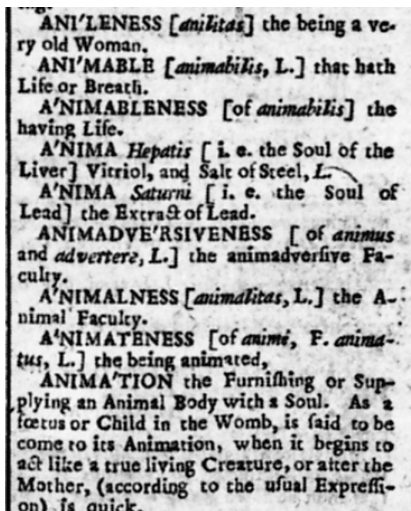 ANI'LENESS [anilitas] the being a ve-
ry old Woman.
ANI'MABLE [animabilis, L.] that hath
Life or Breath.
A'NIMABLENESS [of animabilis] the
having Life.
A'NIMA Hepatis [i. e. the Soul of the
Liver] Vitriol, and Salt of Steel, L.
A'NIMA Saturni [i. e. the Soul of
Lead] the Extract of Lead.
ANIMADVE'RSIVENESS [of animus
and advertere, L.] the animadverſive Fa-
culty.
A'NIMALNESS [animalitas, L.] the A-
nimal Faculty.
A'NIMATENESS [of animé, F. anima-
tus, L.] the being animated,
ANIMA'TION the Furniſhing or Sup-
plying an Animal Body with a Soul. As a
fœtus or Child in the Womb, is ſaid to be
come to its Animation, when it begins to
act like a true living Creature, or after the
Mother, (according to the uſual Expreſſi-
on) is quick.